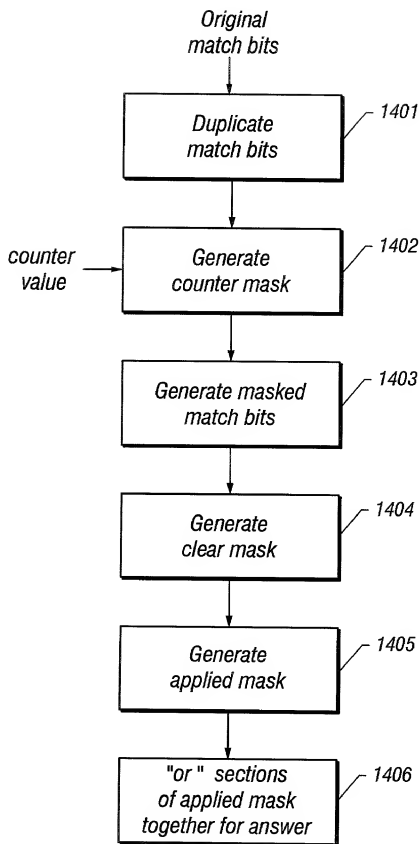 Original
match bits
1401
Duplicate
match bits
1402
counter
value
Generate
counter mask
1403
Generate masked
match bits
1404
Generate
clear mask
1405
Generate
applied mask
1406
"or" sections
of applied mask
together for answer